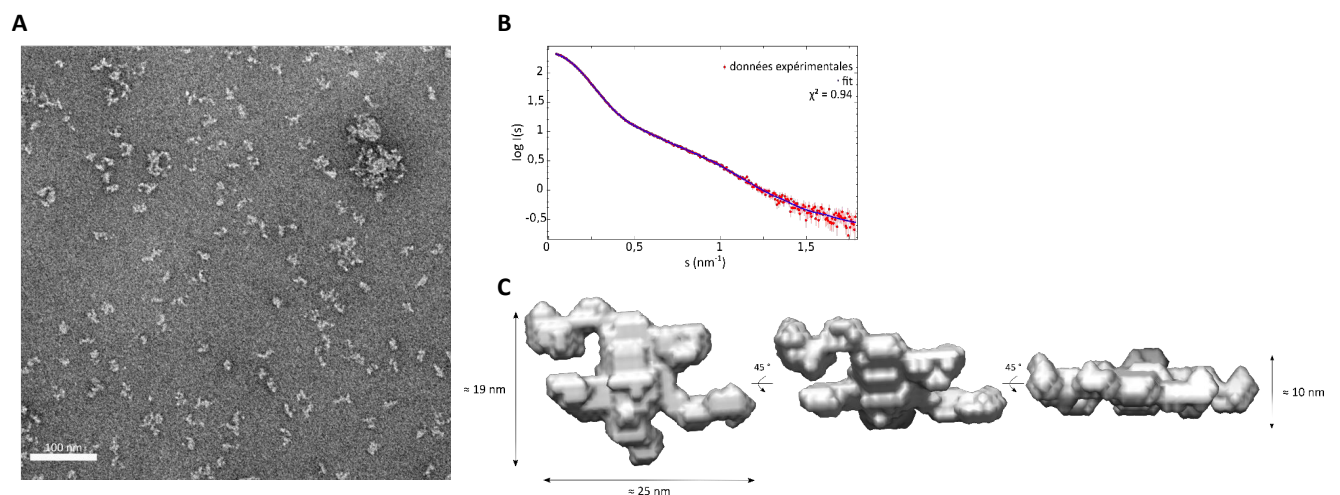 A
100 nm
B
2
1,5
1
0,5
0
-0,5
log I(s)
données expérimentales
fit
χ² = 0.94
0
0,5
1
1,5
s (nm⁻¹)
C
≈ 19 nm
≈ 25 nm
45 °
45 °
≈ 10 nm